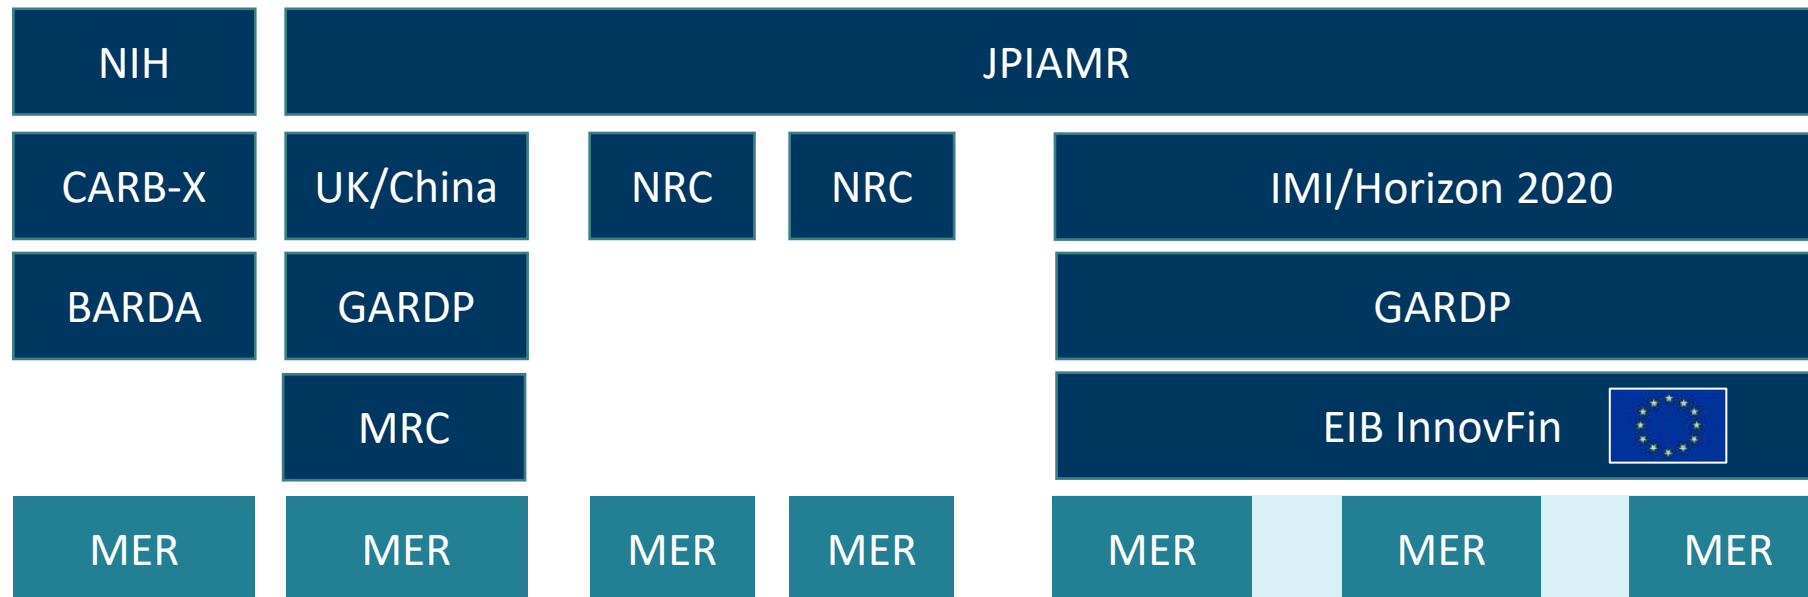 NIH JPIAMR
CARB-X UK/China NRC NRC IMI/Horizon 2020
BARDA GARDP GARDP
MRC EIB InnovFin
MER MER MER MER MER MER MER